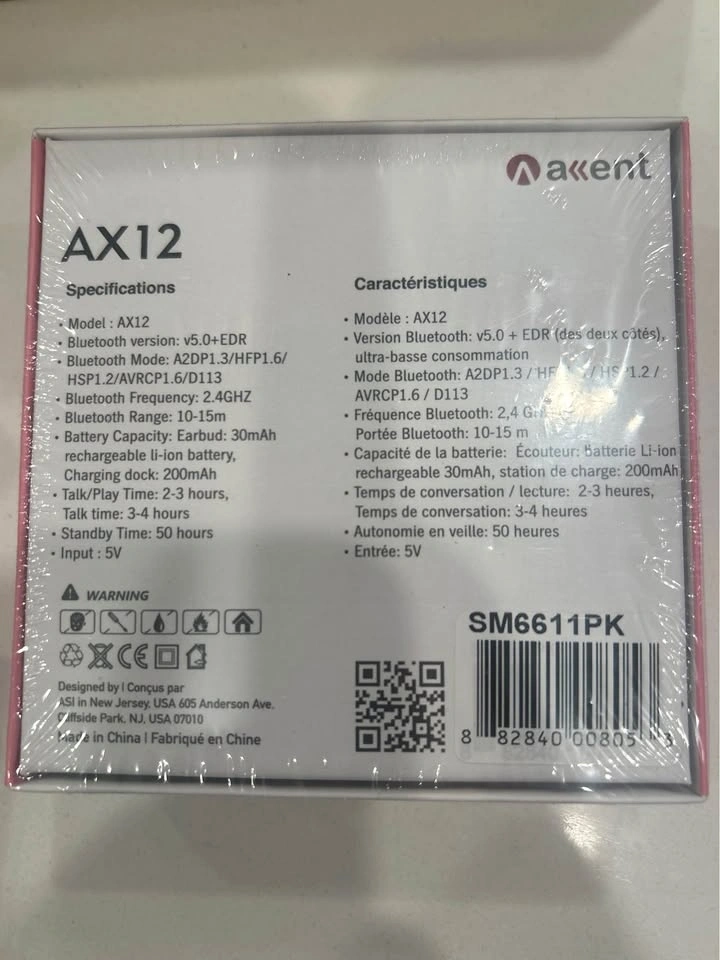 a‹‹ent
AX12
Specifications
• Model : AX12
• Bluetooth version: v5.0+EDR
• Bluetooth Mode: A2DP1.3/HFP1.6/
HSP1.2/AVRCP1.6/D113
• Bluetooth Frequency: 2.4GHZ
• Bluetooth Range: 10-15m
• Battery Capacity: Earbud: 30mAh
rechargeable li-ion battery,
Charging dock: 200mAh
• Talk/Play Time: 2-3 hours,
Talk time: 3-4 hours
• Standby Time: 50 hours
• Input : 5V
Caractéristiques
• Modèle : AX12
• Version Bluetooth: v5.0 + EDR (des deux côtés),
ultra-basse consommation
• Mode Bluetooth: A2DP1.3 / 1.2 /
AVRCP1.6 / D113
• Fréquence Bluetooth: 2,4
Portée Bluetooth: 10-15 m
• Capacité de la batterie: Écouteur: batterie Li-ion
rechargeable 30mAh, station de charge: 200mAh
• Temps de conversation / lecture: 2-3 heures,
Temps de conversation: 3-4 heures
• Autonomie en veille: 50 heures
• Entrée: 5V
WARNING
CE
Designed by | Conçus par
ASI in New Jersey, USA 605 Anderson Ave.
Cliffside Park, NJ, USA 07010
Made in China | Fabriqué en Chine
SM6611PK
8 82840 00805 3